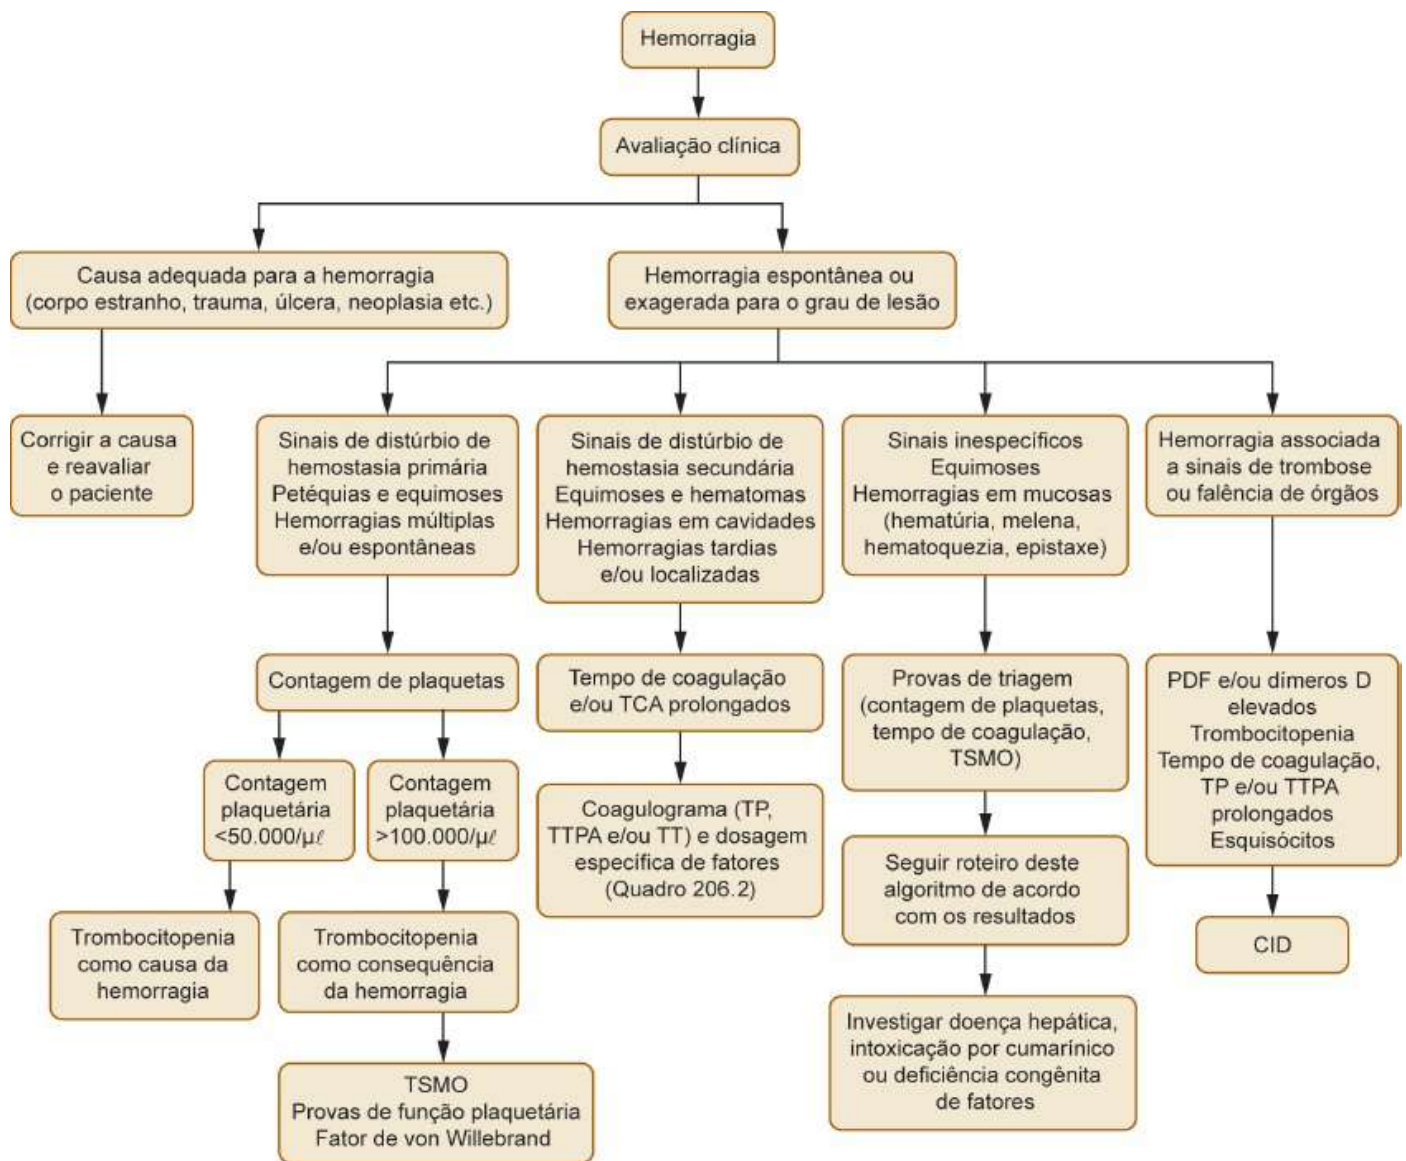 Hemorragia
Avaliação clínica
Causa adequada para a hemorragia
(corpo estranho, trauma, úlcera, neoplasia etc.)
Hemorragia espontânea ou
exagerada para o grau de lesão
Corrigir a causa
e reavaliar
o paciente
Sinais de distúrbio de
hemostasia primária
Petéquias e equimoses
Hemorragias múltiplas
e/ou espontâneas
Sinais de distúrbio de
hemostasia secundária
Equimoses e hematomas
Hemorragias em cavidades
Hemorragias tardias
e/ou localizadas
Sinais inespecíficos
Equimoses
Hemorragias em mucosas
(hematúria, melena,
hematoquezia, epistaxe)
Hemorragia associada
a sinais de trombose
ou falência de órgãos
Contagem de plaquetas
Tempo de coagulação
e/ou TCA prolongados
Provas de triagem
(contagem de plaquetas,
tempo de coagulação,
TSMO)
PDF e/ou dímeros D
elevados
Trombocitopenia
Tempo de coagulação,
TP e/ou TTPA
prolongados
Esquisócitos
Contagem
plaquetária
<50.000/µℓ
Contagem
plaquetária
>100.000/µℓ
Coagulograma (TP,
TTPA e/ou TT) e dosagem
específica de fatores
(Quadro 206.2)
Seguir roteiro deste
algoritmo de acordo
com os resultados
CID
Trombocitopenia
como causa da
hemorragia
Trombocitopenia
como consequência
da hemorragia
Investigar doença hepática,
intoxicação por cumarínico
ou deficiência congênita
de fatores
TSMO
Provas de função plaquetária
Fator de von Willebrand